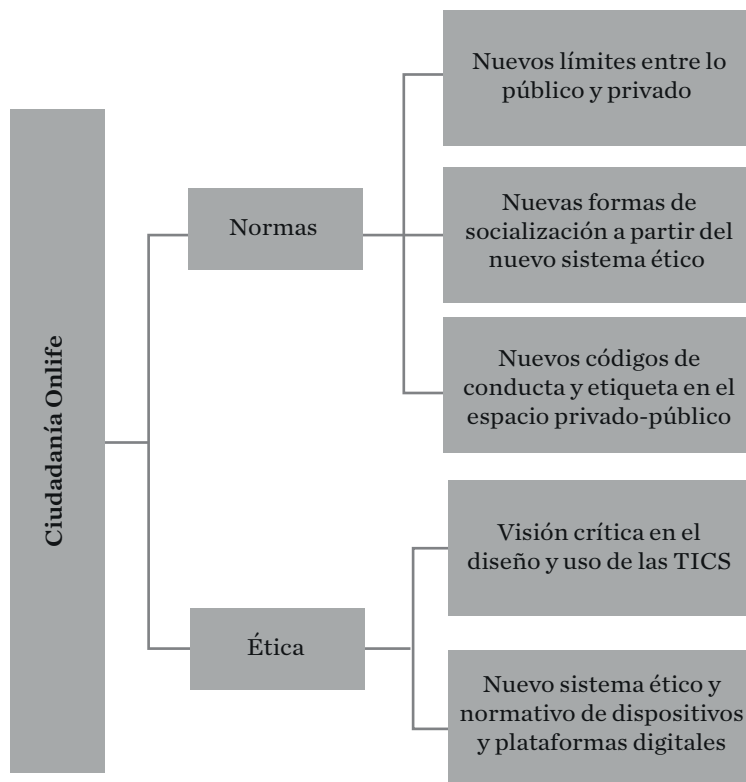 Ciudadanía Onlife
Normas
Nuevos límites entre lo
público y privado
Nuevas formas de
socialización a partir del
nuevo sistema ético
Nuevos códigos de
conducta y etiqueta en el
espacio privado-público
Ética
Visión crítica en el
diseño y uso de las TICS
Nuevo sistema ético y
normativo de dispositivos
y plataformas digitales